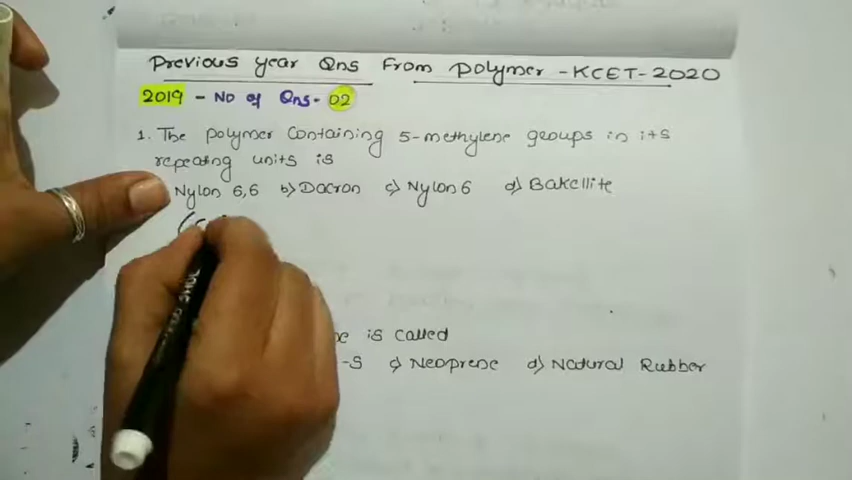 Previous year Qns From polymer - KCET- 2020
2019 - No of Qns- 02
1. The polymer containing 5-methylene groups in its
repeating units is
Nylon 6,6 b) Dacron c) Nylon 6 d) Bakelite
is called
-S c) Neoprene d) Natural Rubber